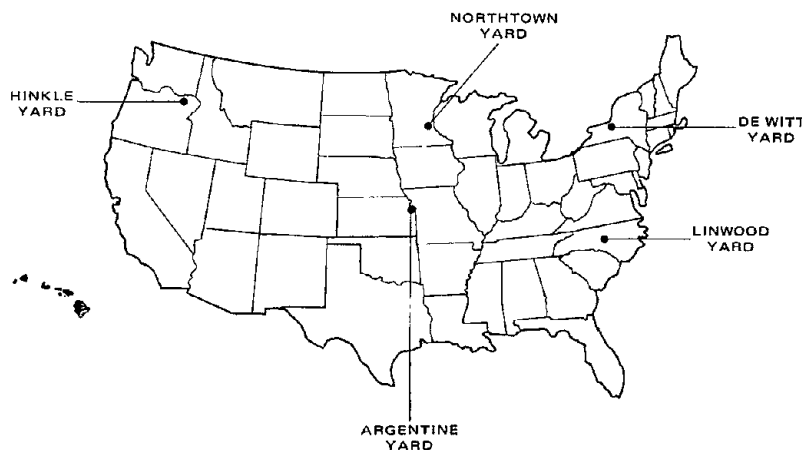 NORTHTOWN
YARD
HINKLE
YARD
DE WITT
YARD
LINWOOD
YARD
ARGENTINE
YARD